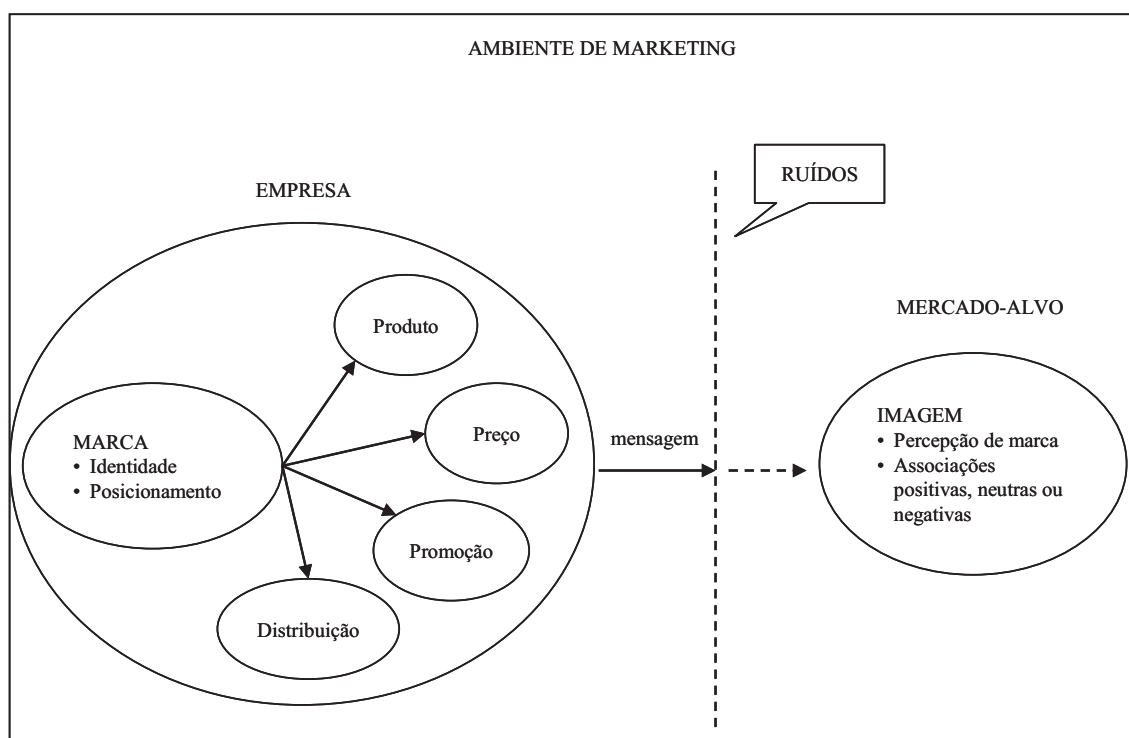 AMBIENTE DE MARKETING
RUÍDOS
EMPRESA
Produto
MERCADO-ALVO
MARCA
• Identidade
• Posicionamento
Preço
mensagem
IMAGEM
• Percepção de marca
• Associações
positivas, neutras ou
negativas
Promoção
Distribuição